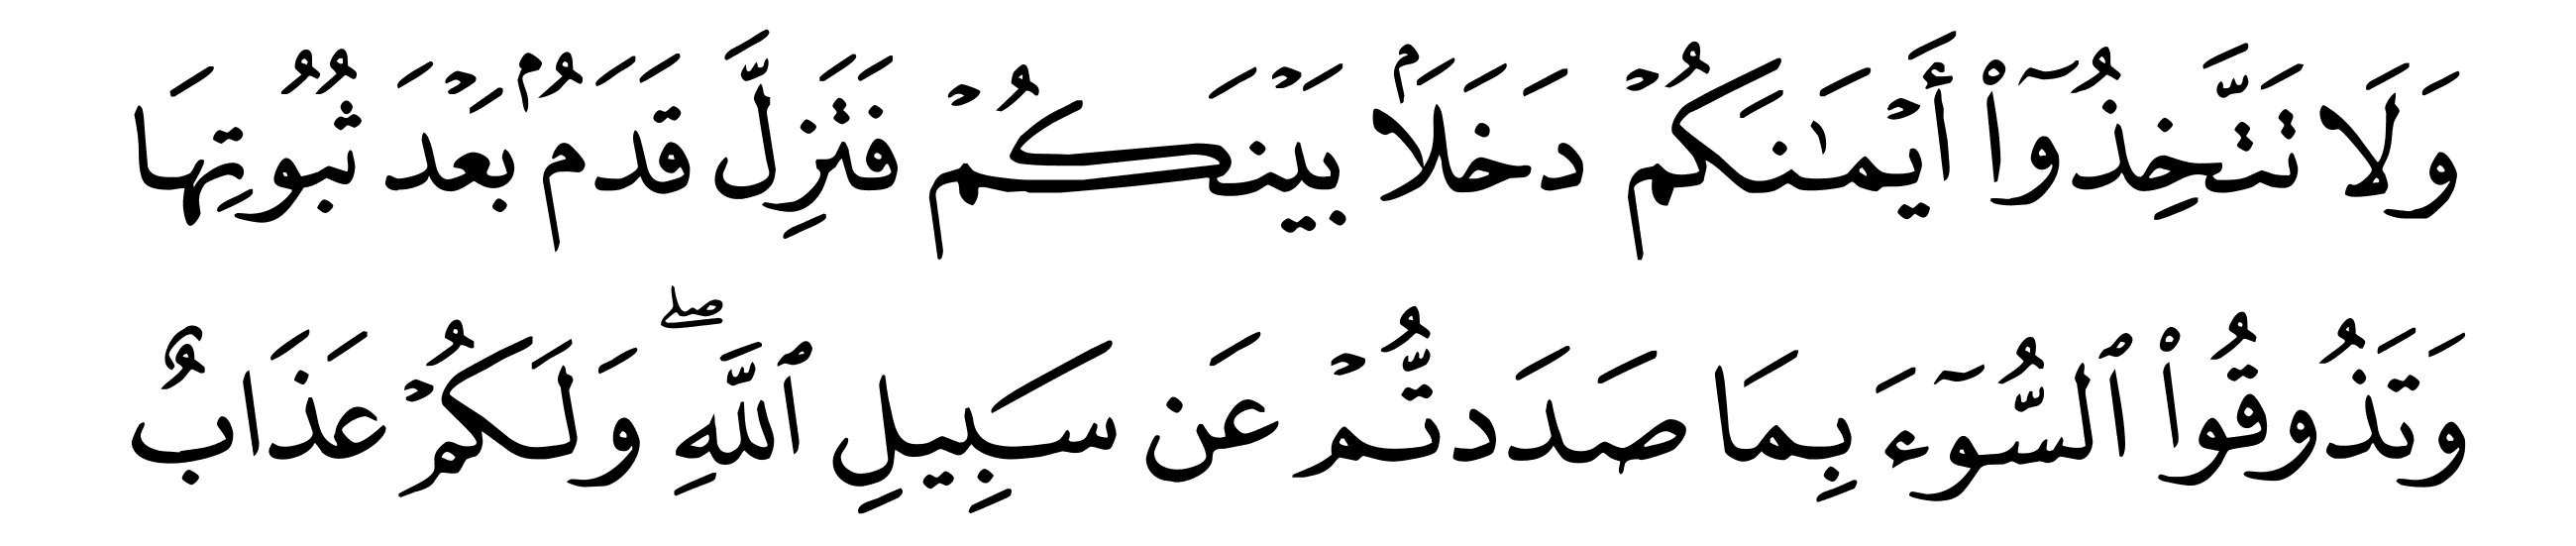 وَلَا تَتَّخِذُوٓا۟ أَيْمَـٰنَكُمْ دَخَلًۢا بَيْنَكُمْ فَتَزِلَّ قَدَمٌۢ بَعْدَ ثُبُوتِهَا
وَتَذُوقُوا۟ ٱلسُّوٓءَ بِمَا صَدَدتُّمْ عَن سَبِيلِ ٱللَّهِ ۖ وَلَكُمْ عَذَابٌ